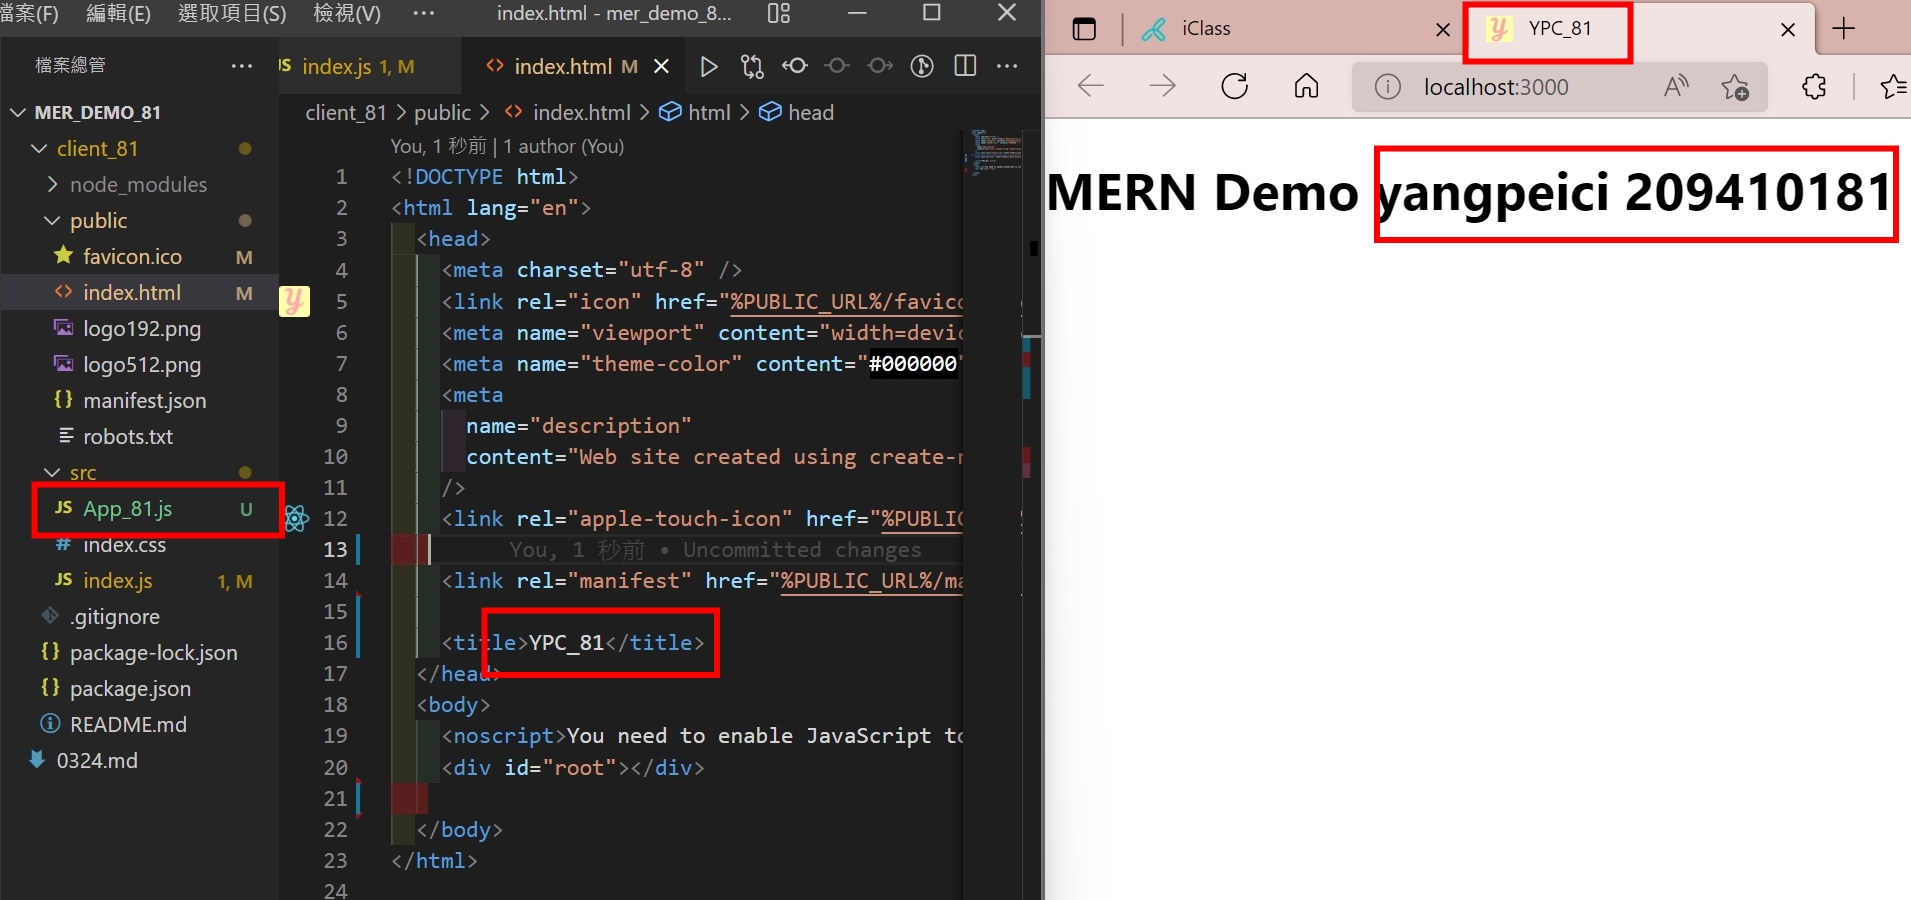 檔案(F) 編輯(E) 選取項目(S) 檢視(V) ··· index.html - mer_demo_8...
檔案總管 ···
MER_DEMO_81
client_81
node_modules
public
favicon.ico M
index.html M
logo192.png
logo512.png
{} manifest.json
robots.txt
src
JS App_81.js U
# index.css
JS index.js 1, M
.gitignore
{} package-lock.json
{} package.json
README.md
0324.md
JS index.js 1, M <> index.html M
client_81 > public > <> index.html > html > head
You, 1 秒前 | 1 author (You)
1 <!DOCTYPE html>
2 <html lang="en">
3 <head>
4 <meta charset="utf-8" />
5 <link rel="icon" href="%PUBLIC_URL%/favic
6 <meta name="viewport" content="width=devi
7 <meta name="theme-color" content="#000000"
8 <meta
9 name="description"
10 content="Web site created using create-r
11 />
12 <link rel="apple-touch-icon" href="%PUBLIC
13 You, 1 秒前 • Uncommitted changes
14 <link rel="manifest" href="%PUBLIC_URL%/ma
15
16 <title>YPC_81</title>
17 </head>
18 <body>
19 <noscript>You need to enable JavaScript to
20 <div id="root"></div>
21
22 </body>
23 </html>
24
iClass
y YPC_81
localhost:3000
MERN Demo yangpeici 209410181